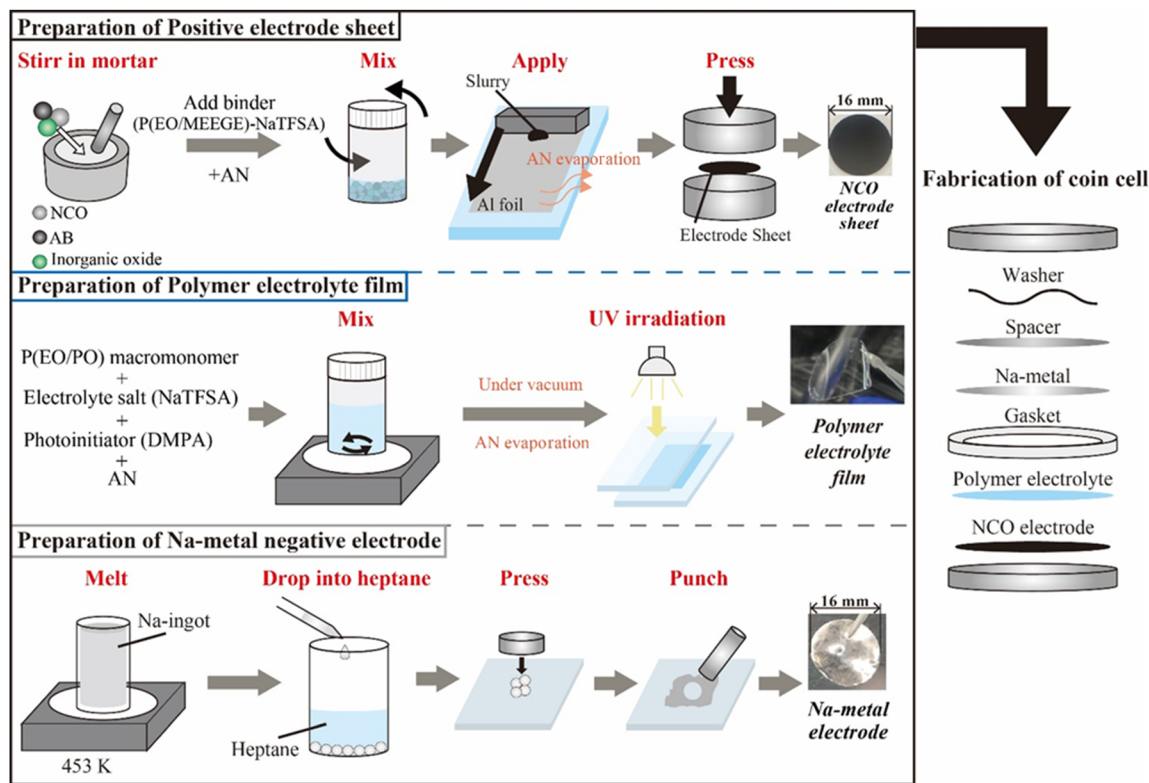 Preparation of Positive electrode sheet
Stirr in mortar
Add binder
(P(EO/MEEGE)-NaTFSA)
+AN
NCO
AB
Inorganic oxide
Mix
Apply
Slurry
AN evaporation
Al foil
Press
Electrode Sheet
16 mm
NCO
electrode
sheet
Preparation of Polymer electrolyte film
P(EO/PO) macromonomer
+
Electrolyte salt (NaTFSA)
+
Photoinitiator (DMPA)
+
AN
Mix
Under vacuum
AN evaporation
UV irradiation
Polymer
electrolyte
film
Preparation of Na-metal negative electrode
Melt
Na-ingot
453 K
Drop into heptane
Heptane
Press
Punch
16 mm
Na-metal
electrode
Fabrication of coin cell
Washer
Spacer
Na-metal
Gasket
Polymer electrolyte
NCO electrode